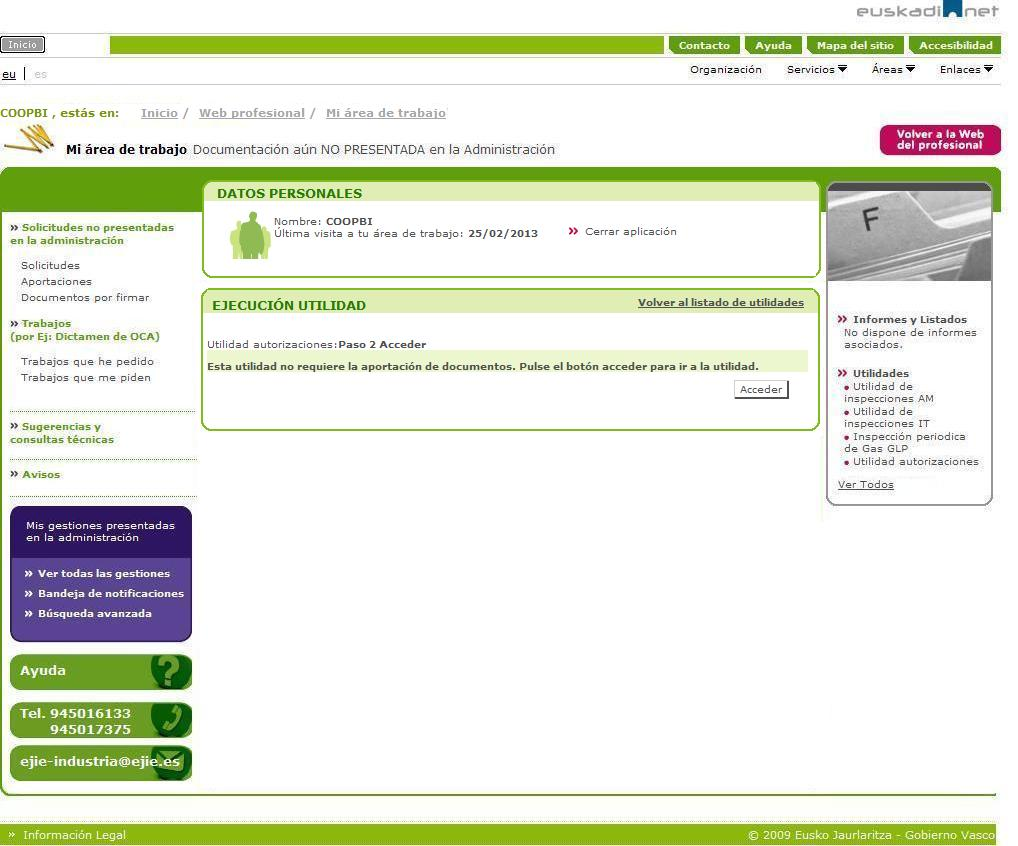 euskadi.net
Inicio
Contacto Ayuda Mapa del sitio Accesibilidad
eu | es
Organización Servicios Áreas Enlaces
COOPBI , estás en: Inicio / Web profesional / Mi área de trabajo
Mi área de trabajo Documentación aún NO PRESENTADA en la Administración
Volver a la Web
del profesional
» Solicitudes no presentadas
en la administración
Solicitudes
Aportaciones
Documentos por firmar
» Trabajos
(por Ej: Dictamen de OCA)
Trabajos que he pedido
Trabajos que me piden
» Sugerencias y
consultas técnicas
» Avisos
Mis gestiones presentadas
en la administración
» Ver todas las gestiones
» Bandeja de notificaciones
» Búsqueda avanzada
Ayuda ?
Tel. 945016133
945017375
ejie-industria@ejie.es
DATOS PERSONALES
Nombre: COOPBI
Última visita a tu área de trabajo: 25/02/2013
» Cerrar aplicación
EJECUCIÓN UTILIDAD
Volver al listado de utilidades
Utilidad autorizaciones:Paso 2 Acceder
Esta utilidad no requiere la aportación de documentos. Pulse el botón acceder para ir a la utilidad.
Acceder
F
» Informes y Listados
No dispone de informes
asociados.
» Utilidades
• Utilidad de
inspecciones AM
• Utilidad de
inspecciones IT
• Inspección periodica
de Gas GLP
• Utilidad autorizaciones
Ver Todos
» Información Legal
© 2009 Eusko Jaurlaritza - Gobierno Vasco